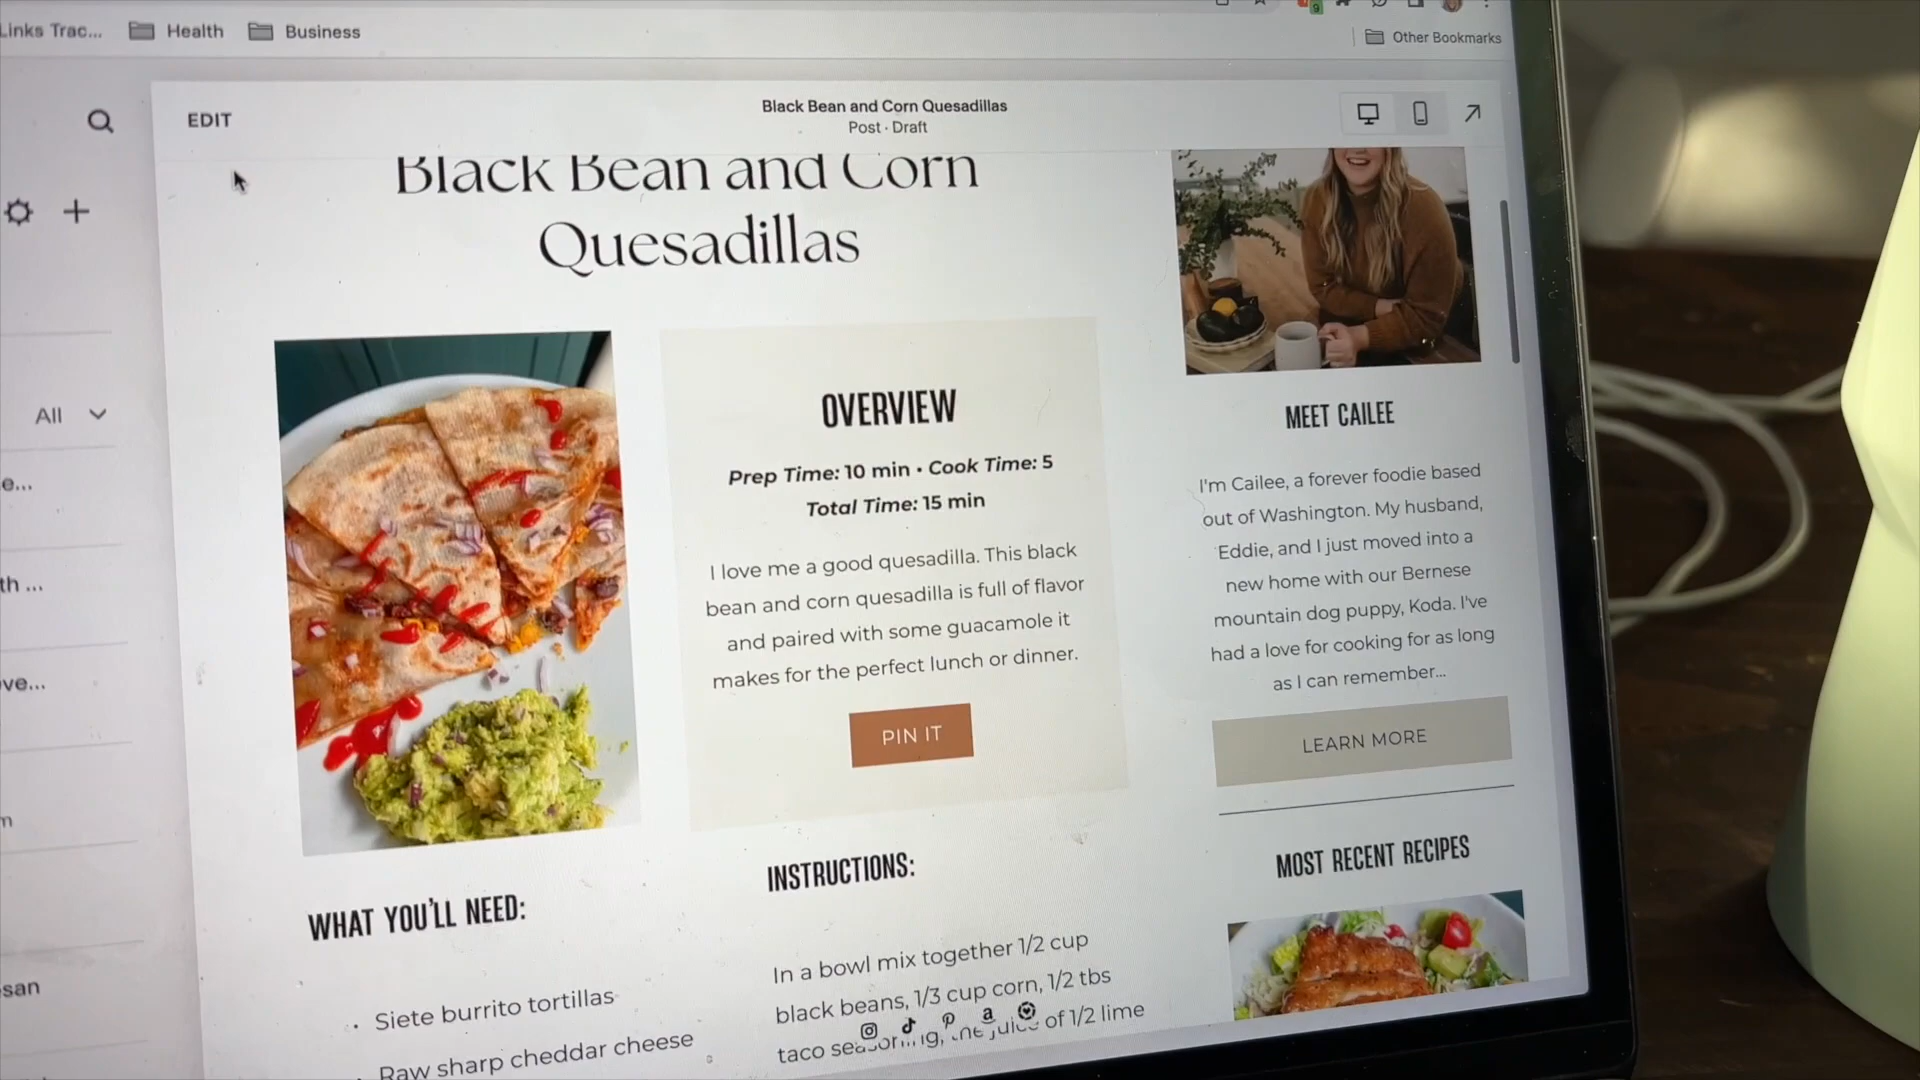 Links Trac...
Health
Business
Other Bookmarks
EDIT
Black Bean and Corn Quesadillas
Post · Draft
Black Bean and Corn
Quesadillas
All
e...
th ...
ve...
m
san
OVERVIEW
Prep Time: 10 min • Cook Time: 5
Total Time: 15 min
I love me a good quesadilla. This black
bean and corn quesadilla is full of flavor
and paired with some guacamole it
makes for the perfect lunch or dinner.
PIN IT
WHAT YOU'LL NEED:
• Siete burrito tortillas
• Raw sharp cheddar cheese
INSTRUCTIONS:
In a bowl mix together 1/2 cup
black beans, 1/3 cup corn, 1/2 tbs
taco seasoning, the juice of 1/2 lime
MEET CAILEE
I'm Cailee, a forever foodie based
out of Washington. My husband,
Eddie, and I just moved into a
new home with our Bernese
mountain dog puppy, Koda. I've
had a love for cooking for as long
as I can remember...
LEARN MORE
MOST RECENT RECIPES
9